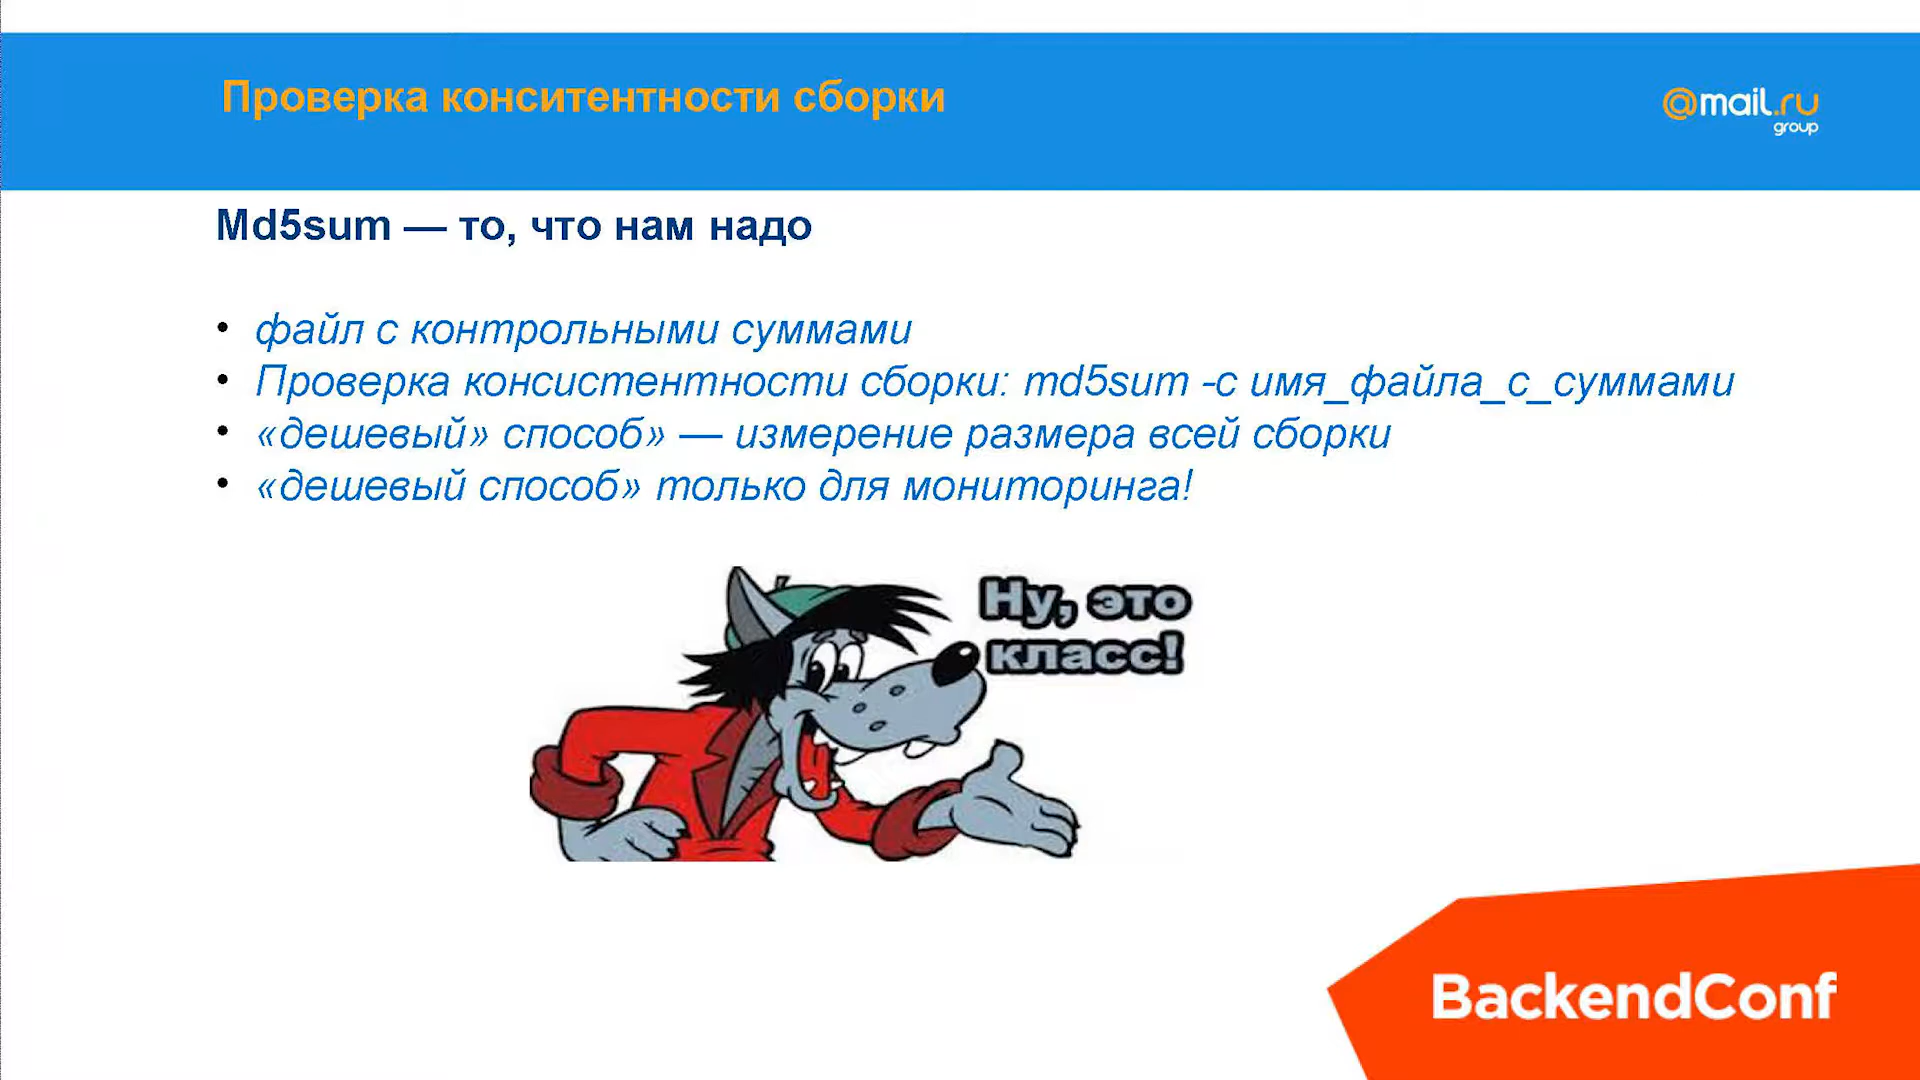 Проверка конситентности сборки
@mail.ru
group
Md5sum — то, что нам надо
• файл с контрольными суммами
• Проверка консистентности сборки: md5sum -c имя_файла_с_суммами
• «дешевый» способ» — измерение размера всей сборки
• «дешевый способ» только для мониторинга!
Ну, это
класс!
BackendConf